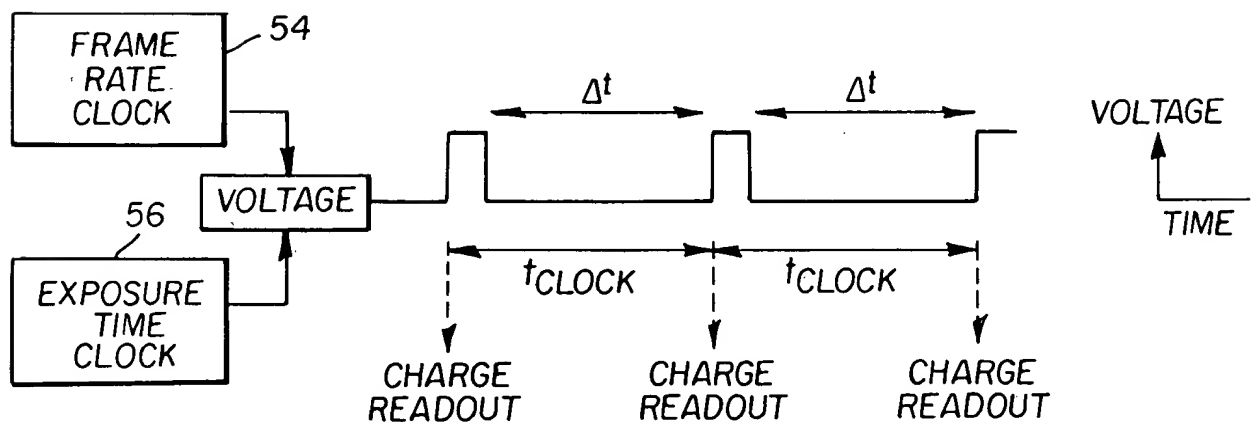 FRAME
RATE
CLOCK
54
Δt
Δt
VOLTAGE
TIME
VOLTAGE
56
EXPOSURE
TIME
CLOCK
tCLOCK
tCLOCK
CHARGE
READOUT
CHARGE
READOUT
CHARGE
READOUT